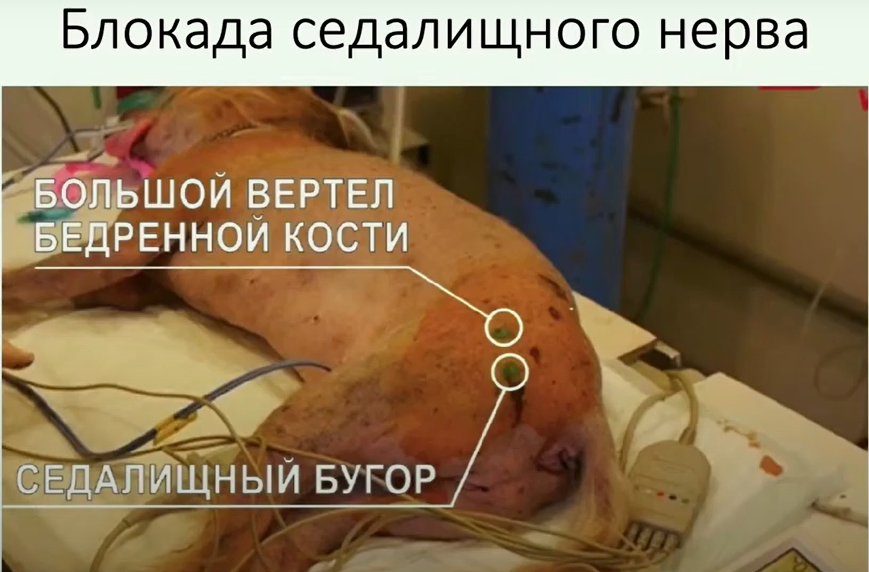 Блокада седалищного нерва
БОЛЬШОЙ ВЕРТЕЛ
БЕДРЕННОЙ КОСТИ
СЕДАЛИЩНЫЙ БУГОР